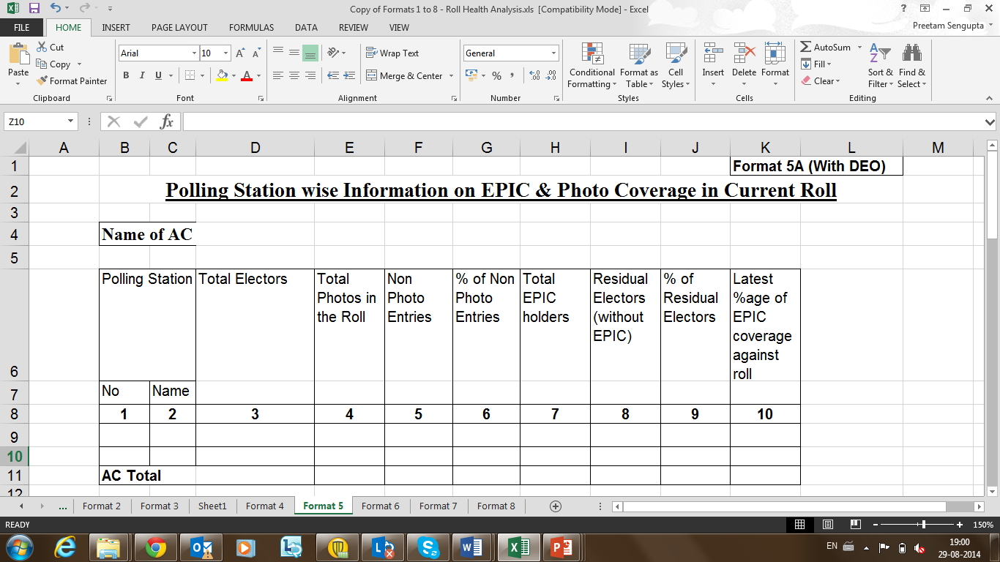 Copy of Formats 1 to 8 - Roll Health Analysis.xls [Compatibility Mode] - Excel
FILE HOME INSERT PAGE LAYOUT FORMULAS DATA REVIEW VIEW Preetam Sengupta
Cut
Copy
Format Painter
Paste
Clipboard
Arial 10
B I U
Font
Wrap Text
Merge & Center
Alignment
General
Number
Conditional Formatting
Format as Table
Cell Styles
Styles
Insert Delete Format
Cells
AutoSum
Fill
Clear
Sort & Filter
Find & Select
Editing
Z10 fx
A B C D E F G H I J K L M
1 Format 5A (With DEO)
2 Polling Station wise Information on EPIC & Photo Coverage in Current Roll
3
4 Name of AC
5
6
Polling Station
Total Electors
Total
Photos in
the Roll
Non
Photo
Entries
% of Non
Photo
Entries
Total
EPIC
holders
Residual
Electors
(without
EPIC)
% of
Residual
Electors
Latest
%age of
EPIC
coverage
against
roll
7 No Name
8 1 2 3 4 5 6 7 8 9 10
9
10
11 AC Total
12
... Format 2 Format 3 Sheet1 Format 4 Format 5 Format 6 Format 7 Format 8
READY 150%
EN 19:00
29-08-2014